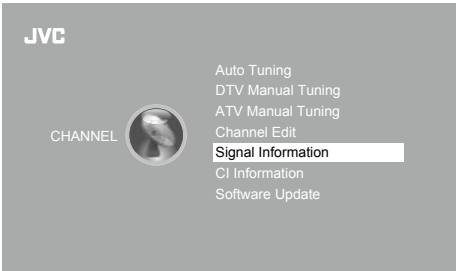 JVC
CHANNEL
Auto Tuning
DTV Manual Tuning
ATV Manual Tuning
Channel Edit
Signal Information
CI Information
Software Update